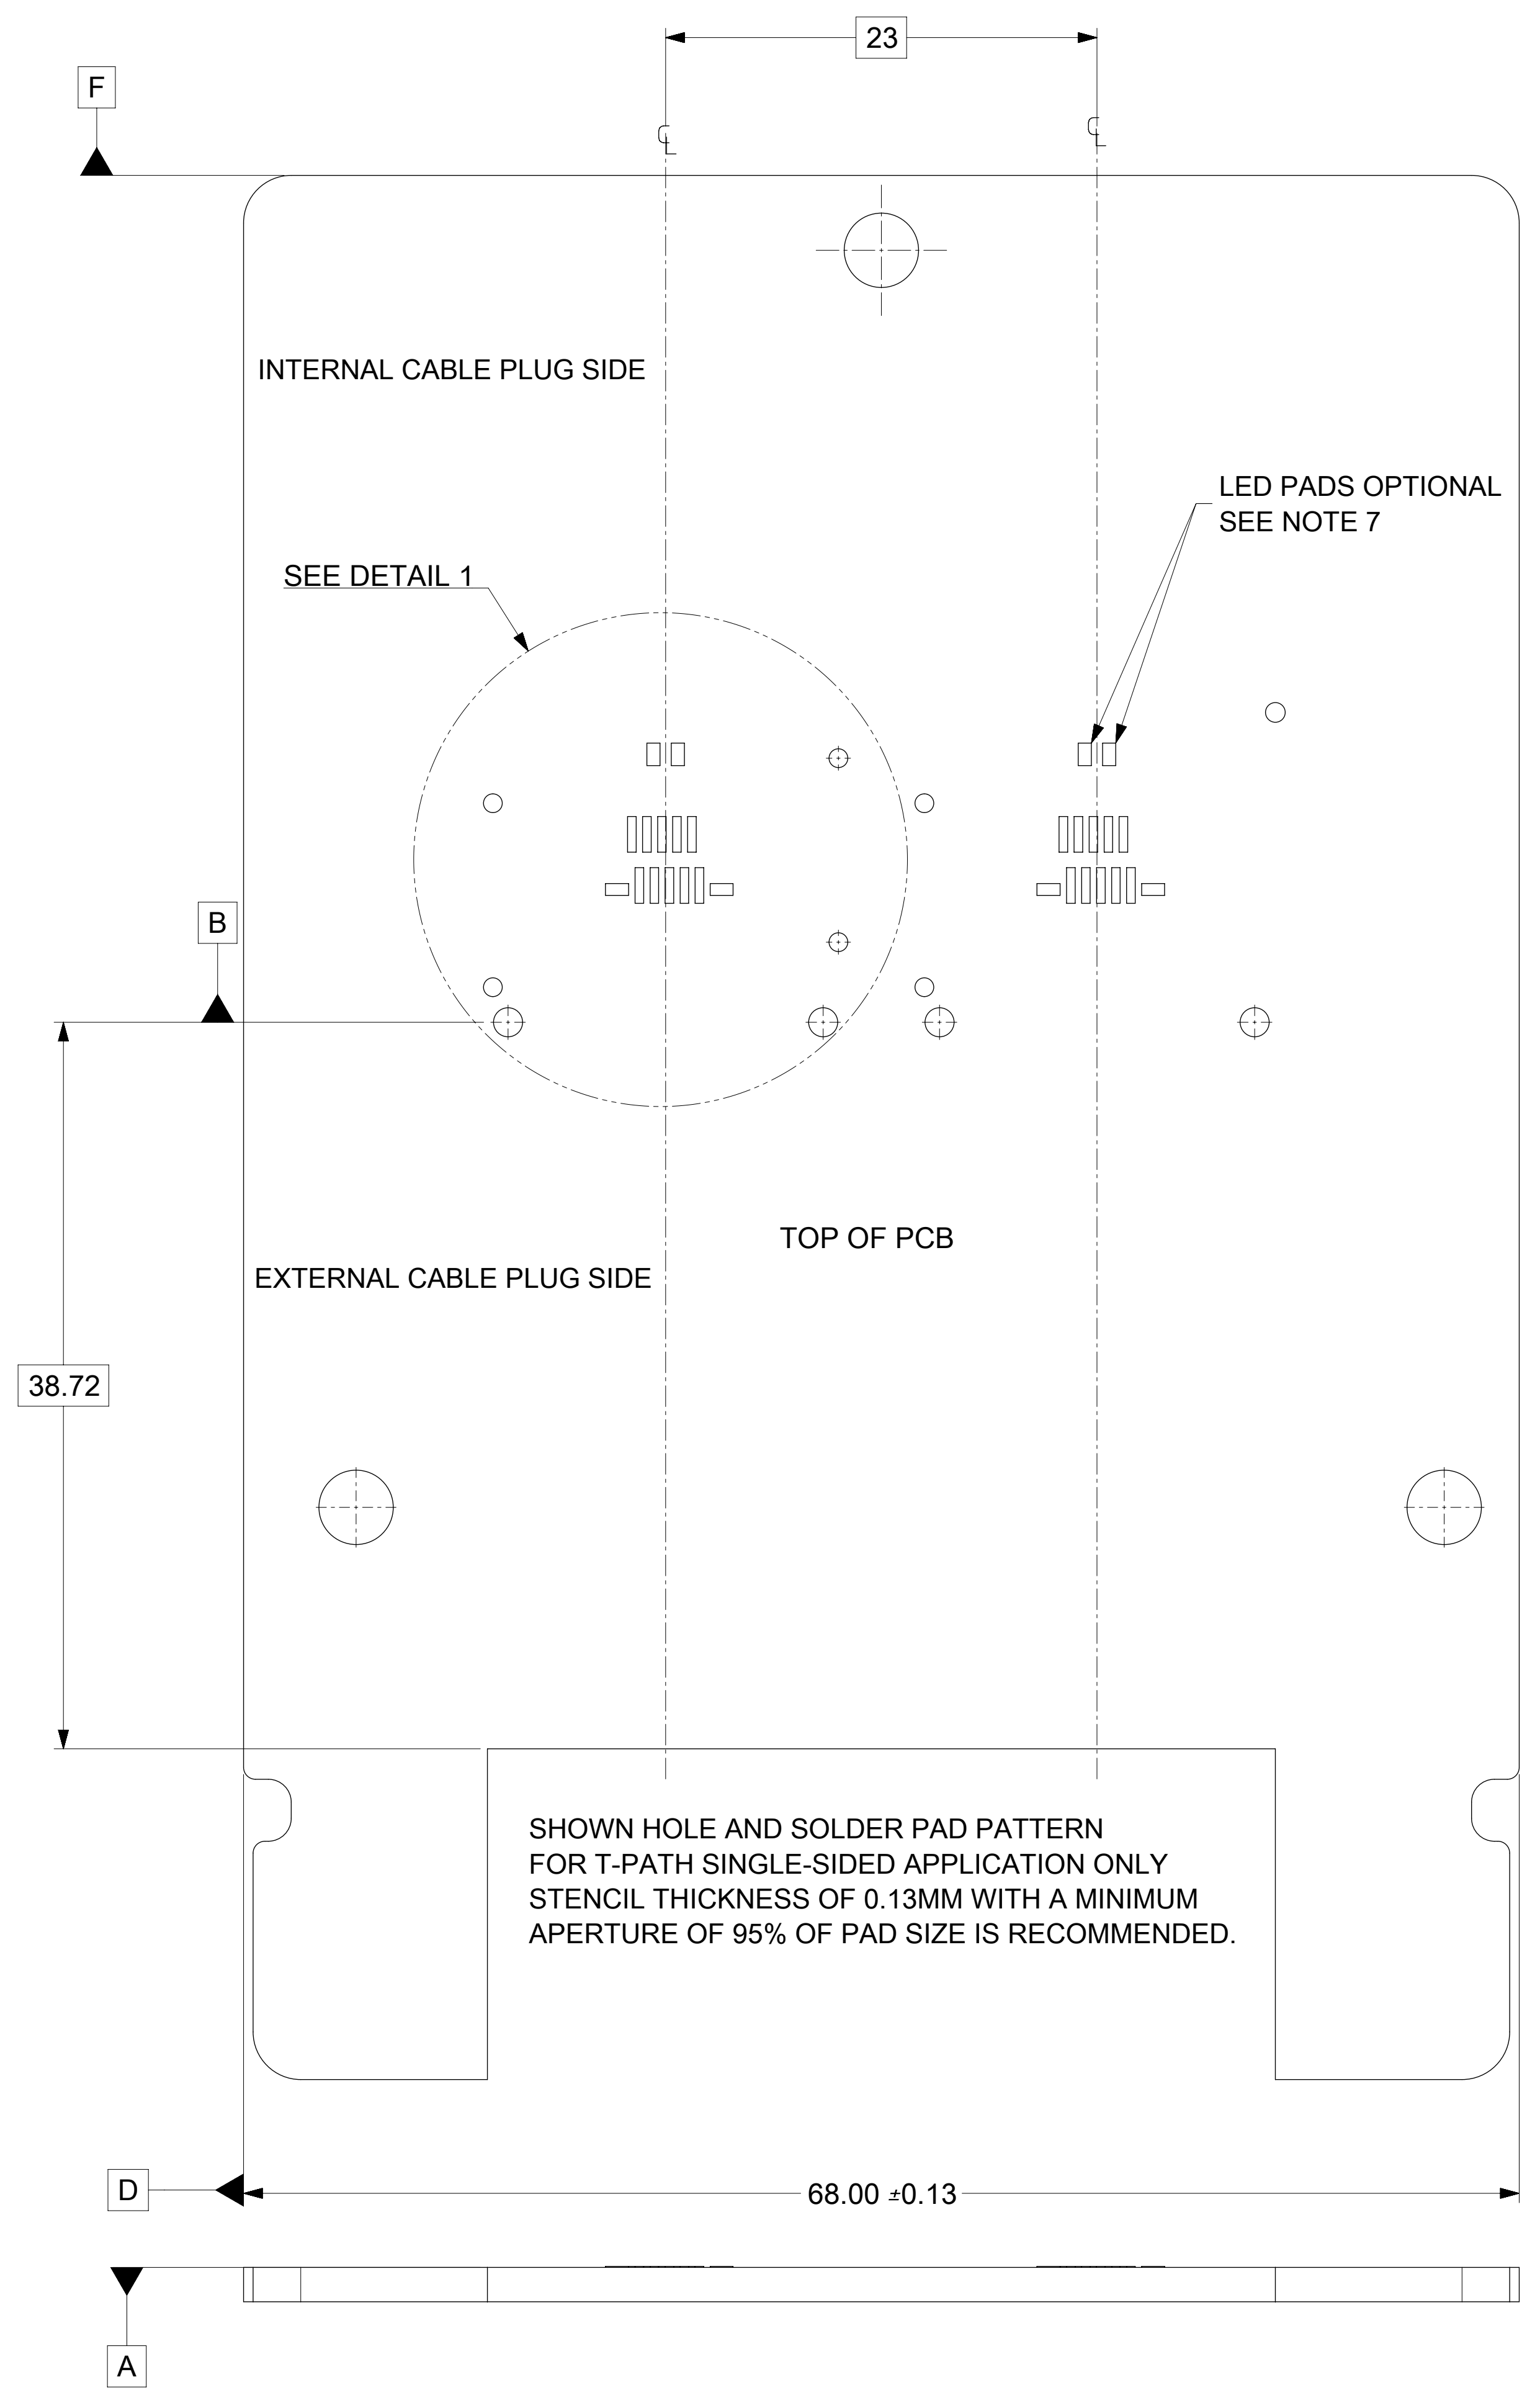 23
F
℄
℄
INTERNAL CABLE PLUG SIDE
LED PADS OPTIONAL
SEE NOTE 7
SEE DETAIL 1
B
TOP OF PCB
EXTERNAL CABLE PLUG SIDE
38.72
SHOWN HOLE AND SOLDER PAD PATTERN
FOR T-PATH SINGLE-SIDED APPLICATION ONLY
STENCIL THICKNESS OF 0.13MM WITH A MINIMUM
APERTURE OF 95% OF PAD SIZE IS RECOMMENDED.
D
68.00 ±0.13
A